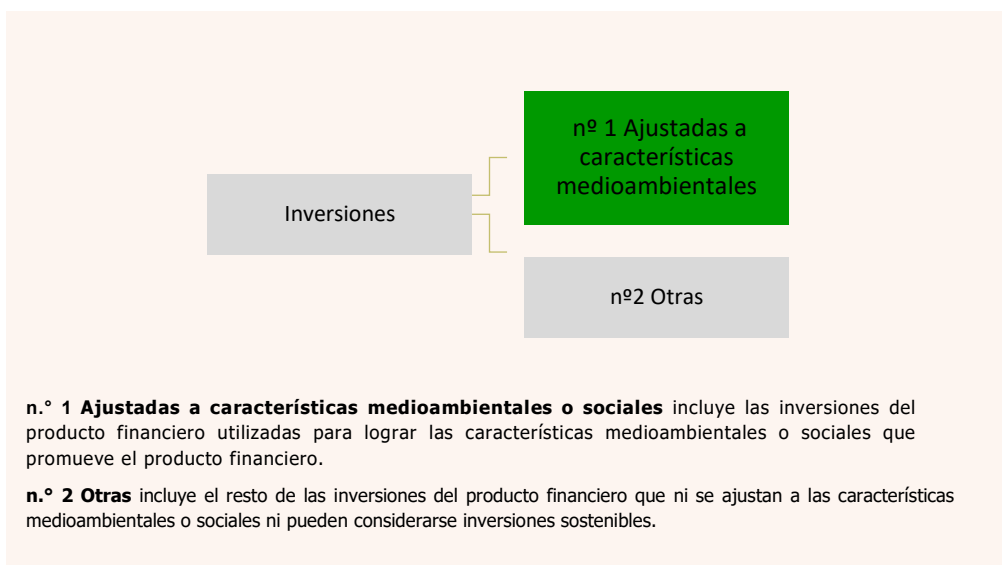 nº 1 Ajustadas a
características
medioambientales
Inversiones
nº2 Otras
n.° 1 Ajustadas a características medioambientales o sociales incluye las inversiones del
producto financiero utilizadas para lograr las características medioambientales o sociales que
promueve el producto financiero.
n.° 2 Otras incluye el resto de las inversiones del producto financiero que ni se ajustan a las características
medioambientales o sociales ni pueden considerarse inversiones sostenibles.